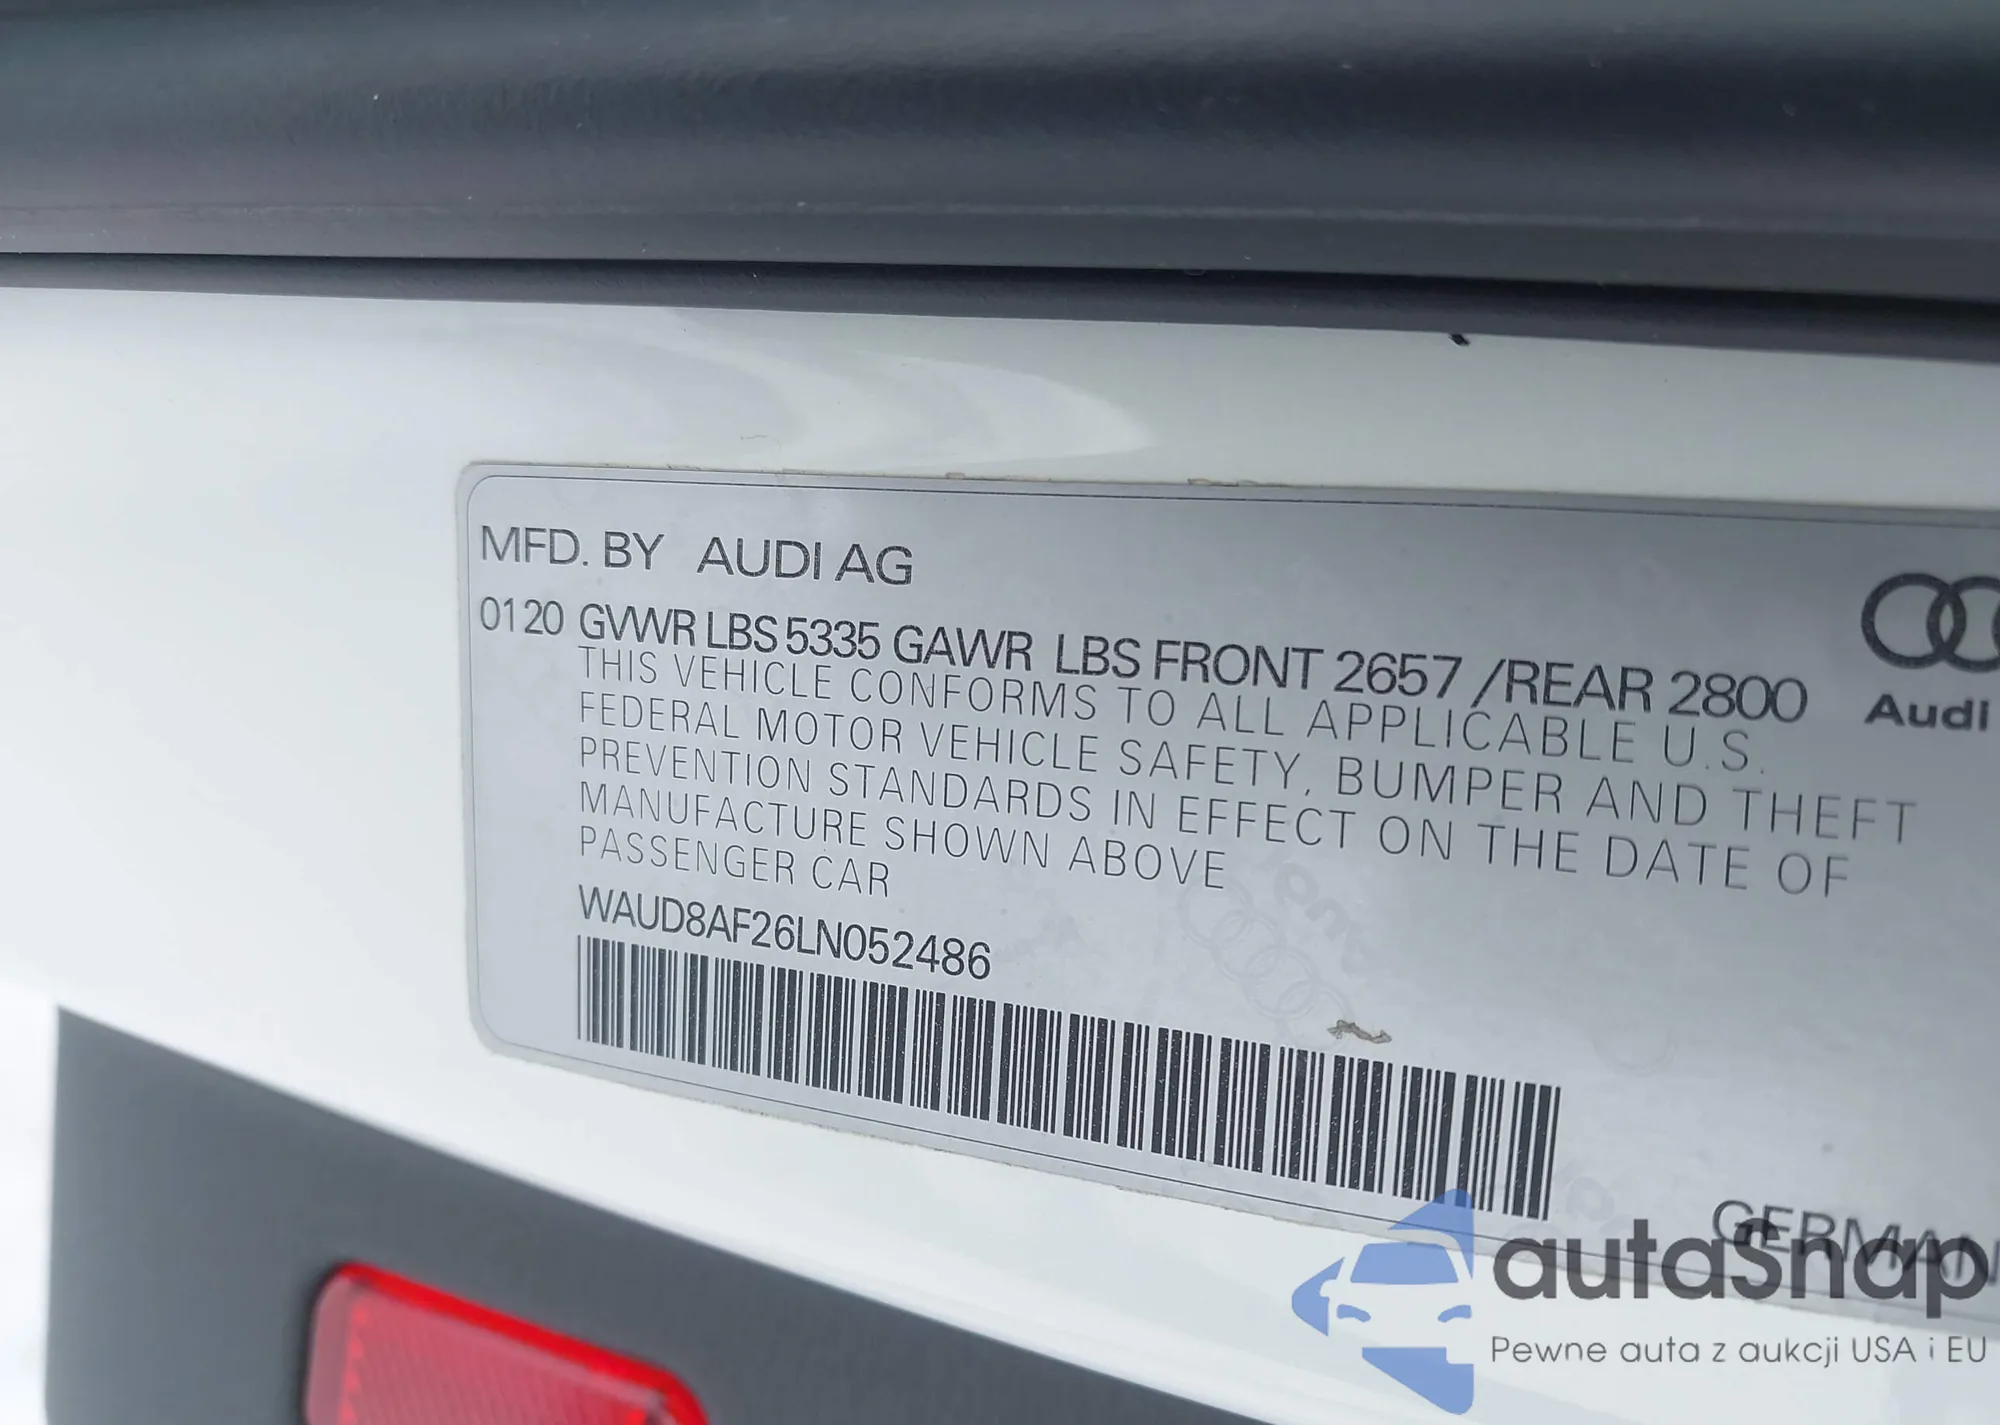 MFD. BY AUDI AG
0120 GVWR LBS 5335 GAWR LBS FRONT 2657 /REAR 2800
THIS VEHICLE CONFORMS TO ALL APPLICABLE U.S.
FEDERAL MOTOR VEHICLE SAFETY, BUMPER AND THEFT
PREVENTION STANDARDS IN EFFECT ON THE DATE OF
MANUFACTURE SHOWN ABOVE
PASSENGER CAR
WAUD8AF26LN052486
Audi
GERMAN
autoSnap
Pewne auta z aukcji USA i EU